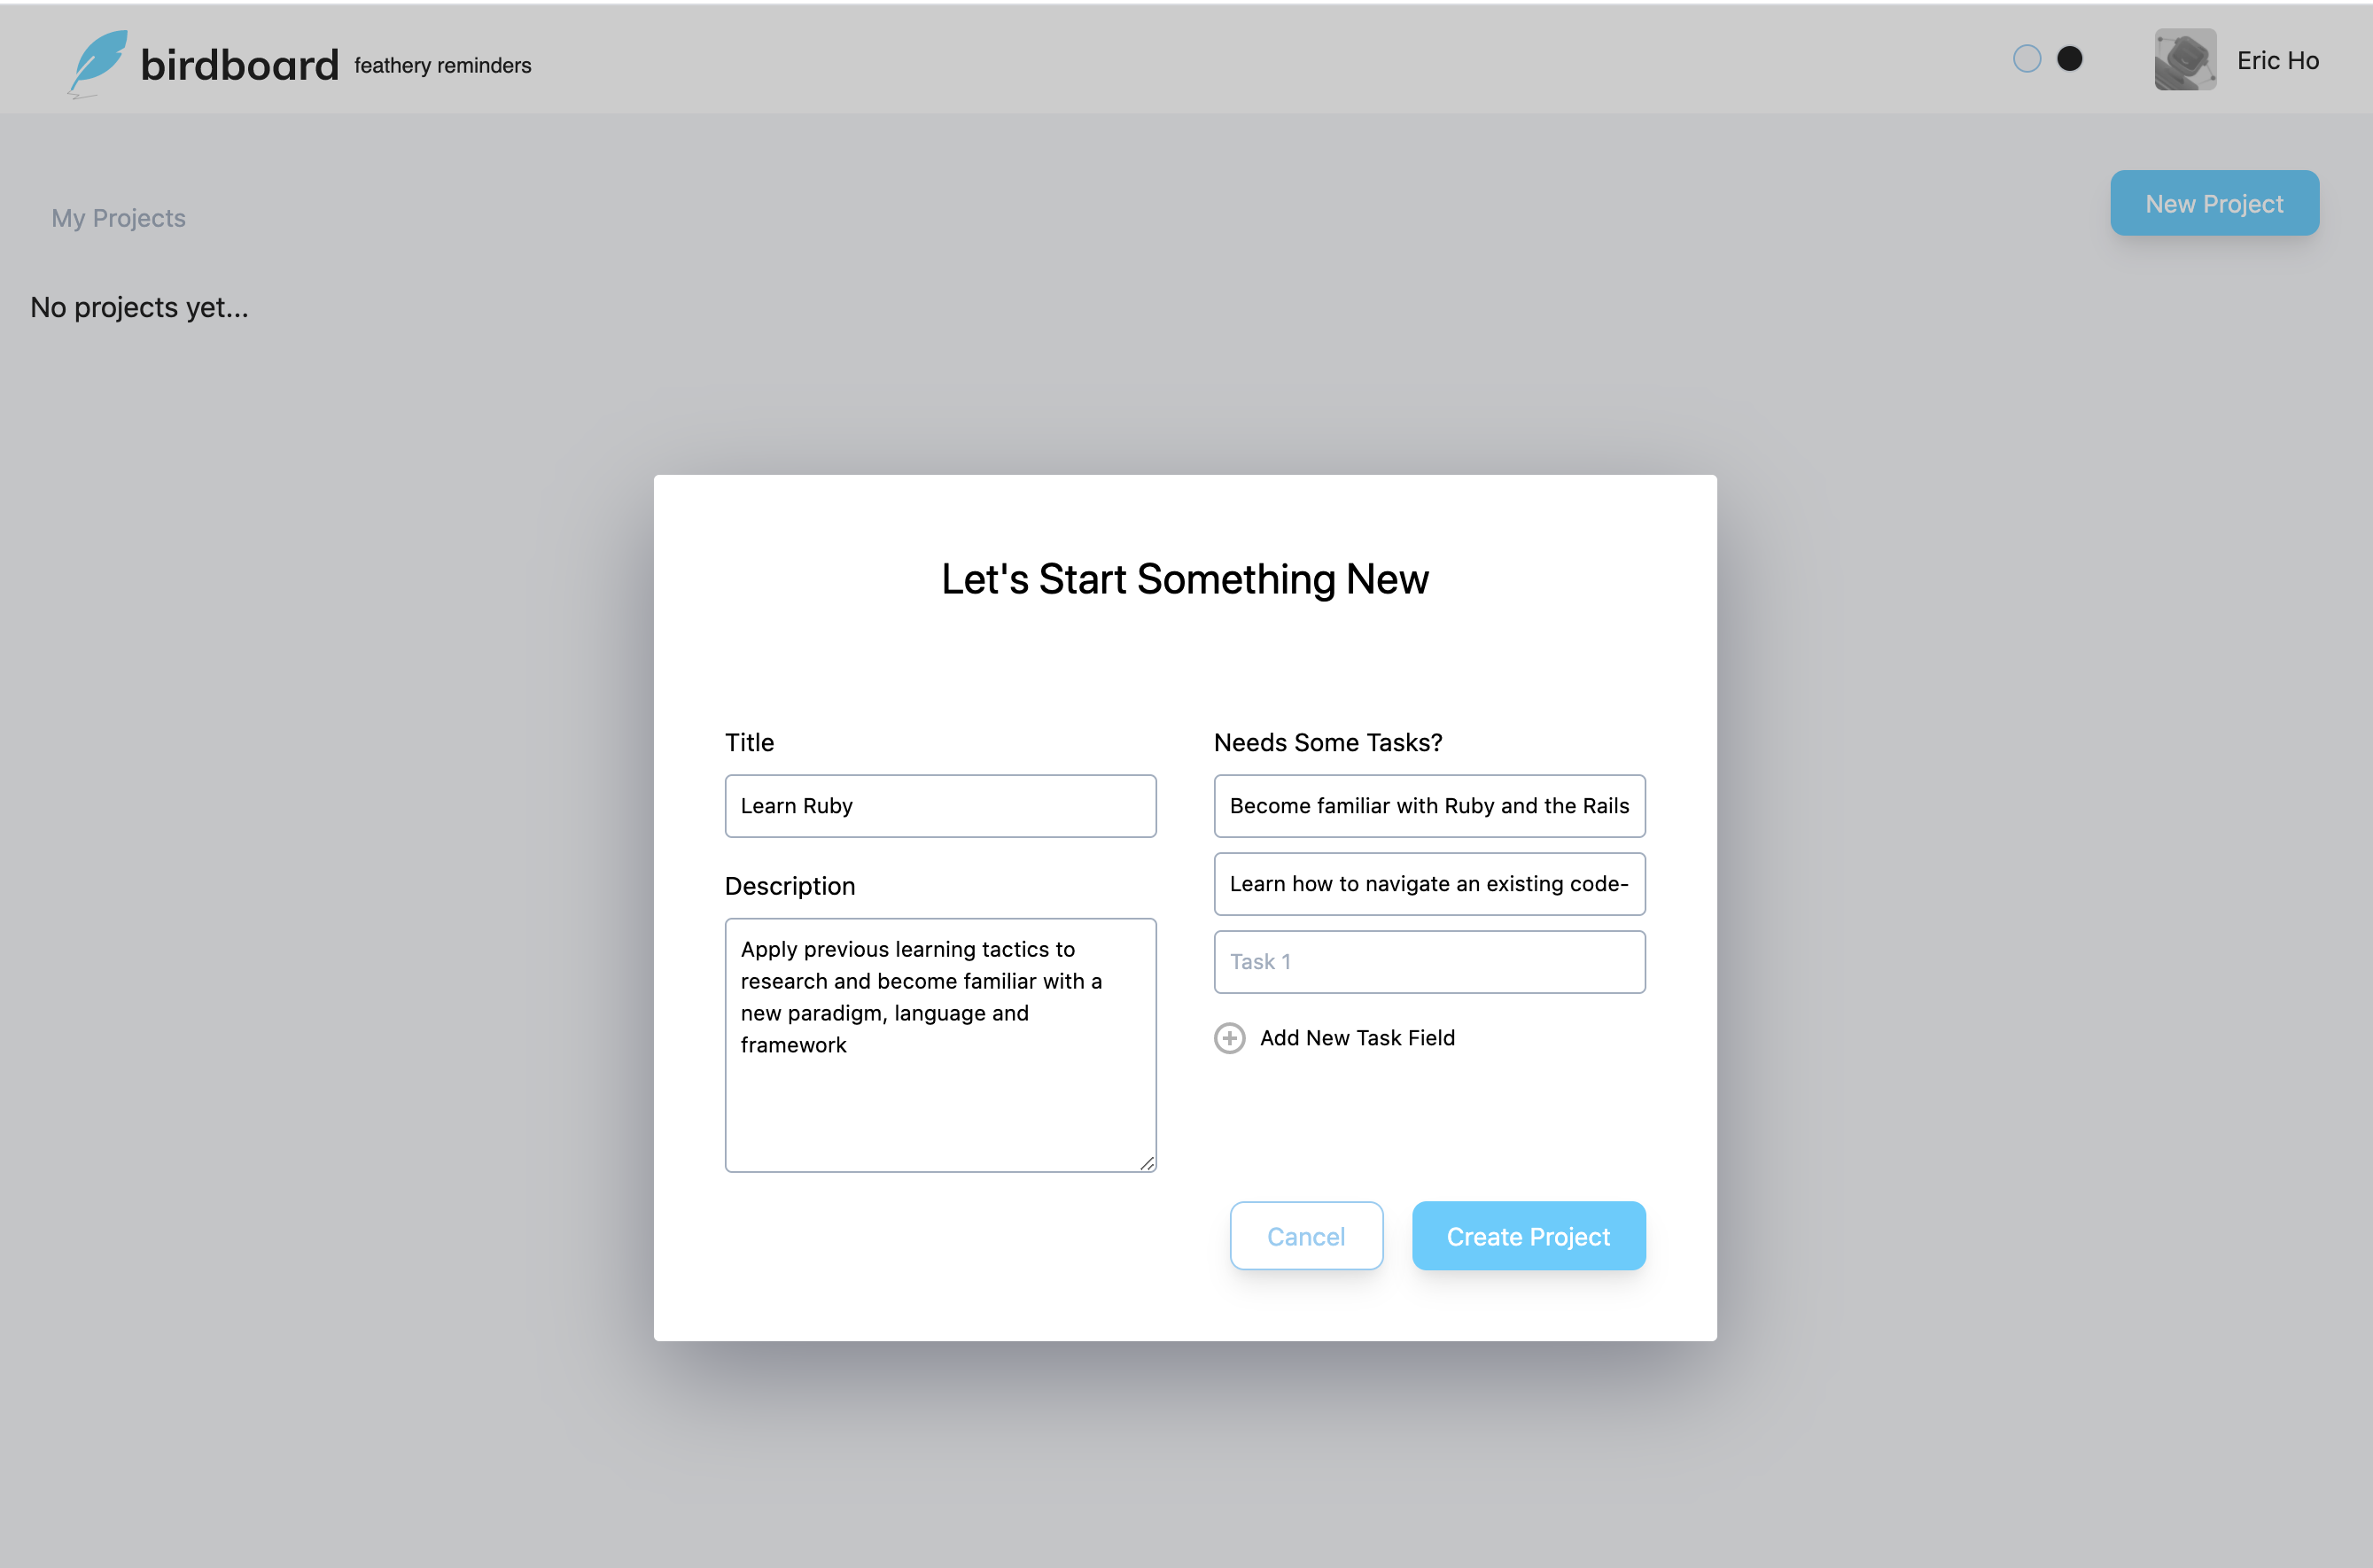 birdboard feathery reminders
Eric Ho
My Projects
New Project
No projects yet...
Let's Start Something New
Title
Learn Ruby
Description
Apply previous learning tactics to
research and become familiar with a
new paradigm, language and
framework
Needs Some Tasks?
Become familiar with Ruby and the Rails
Learn how to navigate an existing code-
Task 1
Add New Task Field
Cancel
Create Project